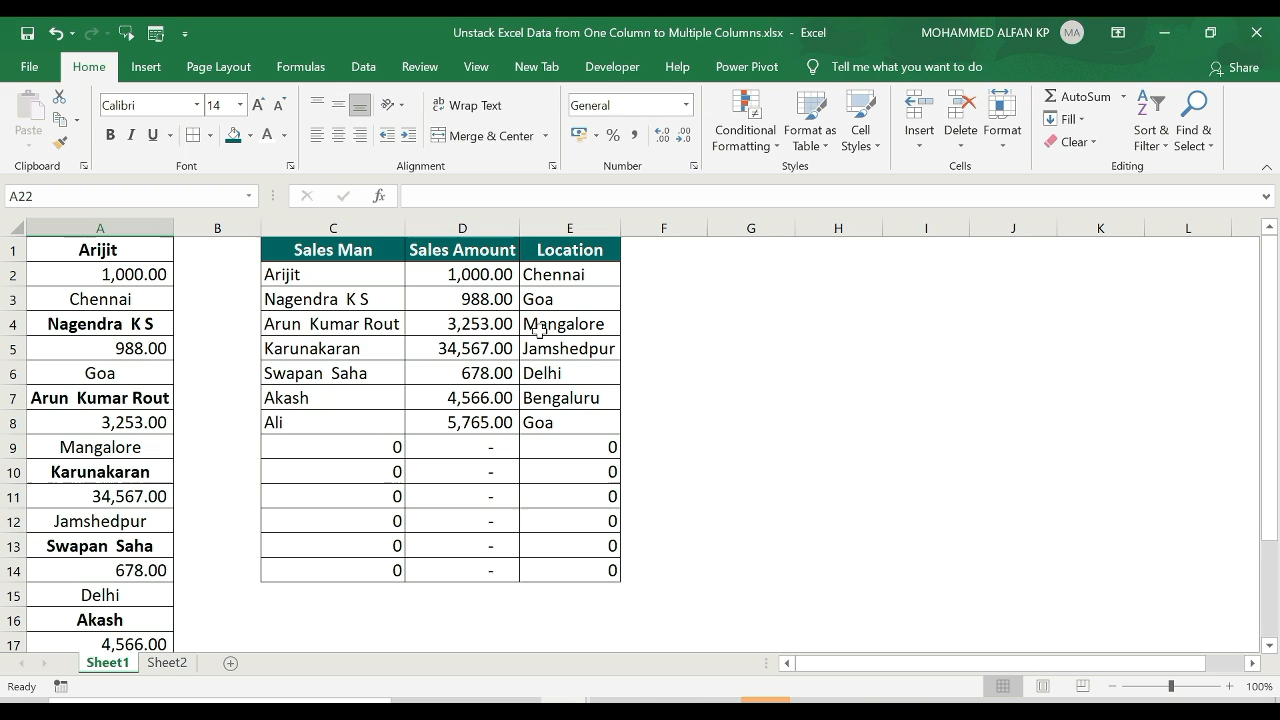 Unstack Excel Data from One Column to Multiple Columns.xlsx - Excel
MOHAMMED ALFAN KP
MA
File Home Insert Page Layout Formulas Data Review View New Tab Developer Help Power Pivot Tell me what you want to do Share
Paste
Calibri 14
B I U A
Wrap Text
Merge & Center
General
% ,
Conditional Formatting
Format as Table
Cell Styles
Insert Delete Format
AutoSum
Fill
Clear
Sort & Filter
Find & Select
Clipboard Font Alignment Number Styles Cells Editing
A22 fx
A B C D E F G H I J K L
1 Arijit Sales Man Sales Amount Location
2 1,000.00 Arijit 1,000.00 Chennai
3 Chennai Nagendra K S 988.00 Goa
4 Nagendra K S Arun Kumar Rout 3,253.00 Mangalore
5 988.00 Karunakaran 34,567.00 Jamshedpur
6 Goa Swapan Saha 678.00 Delhi
7 Arun Kumar Rout Akash 4,566.00 Bengaluru
8 3,253.00 Ali 5,765.00 Goa
9 Mangalore 0 - 0
10 Karunakaran 0 - 0
11 34,567.00 0 - 0
12 Jamshedpur 0 - 0
13 Swapan Saha 0 - 0
14 678.00 0 - 0
15 Delhi
16 Akash
17 4,566.00
Sheet1 Sheet2
Ready 100%